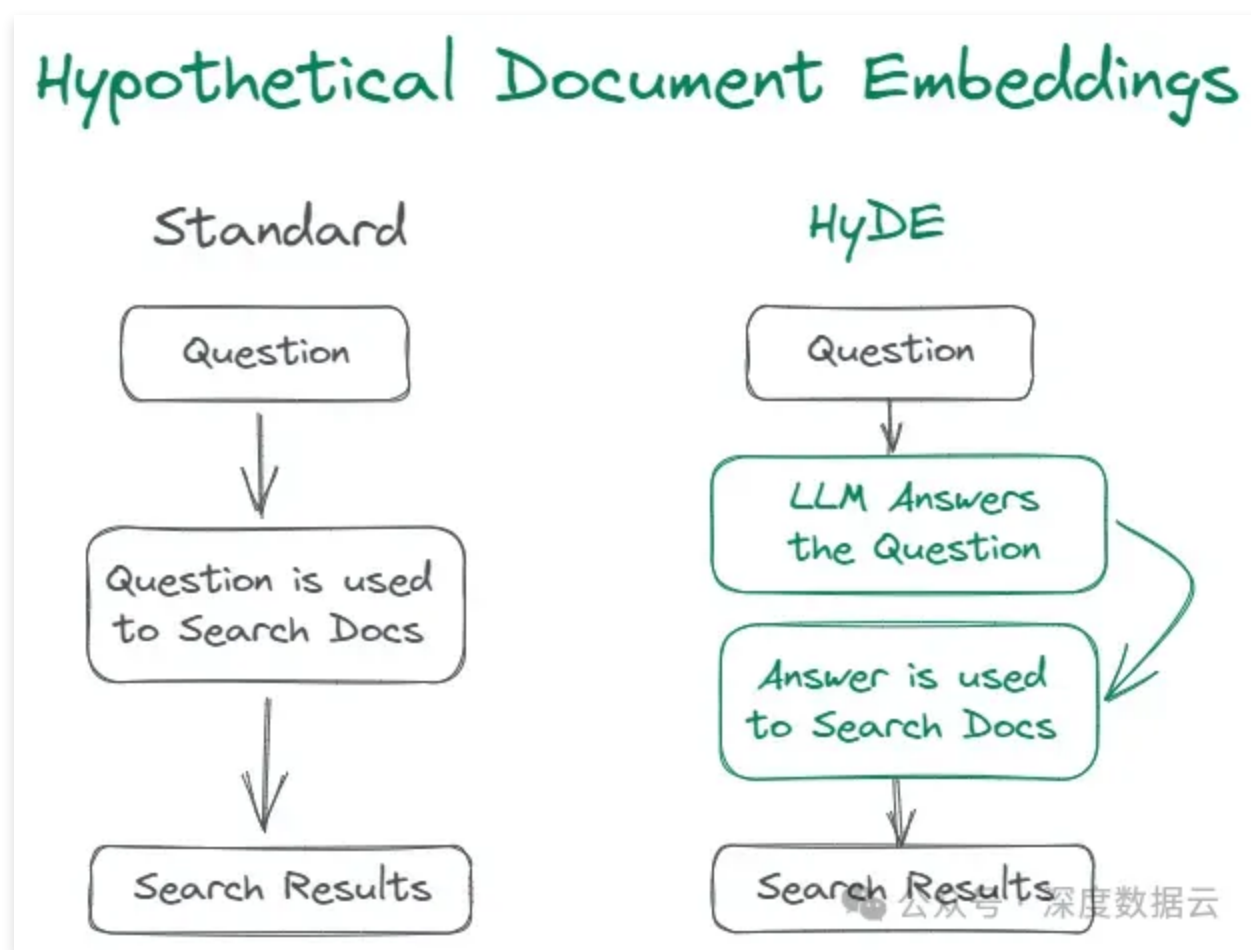 Hypothetical Document Embeddings
Standard
Question
Question is used
to Search Docs
Search Results
HyDE
Question
LLM Answers
the Question
Answer is used
to Search Docs
Search Results
公众号 · 深度数据云